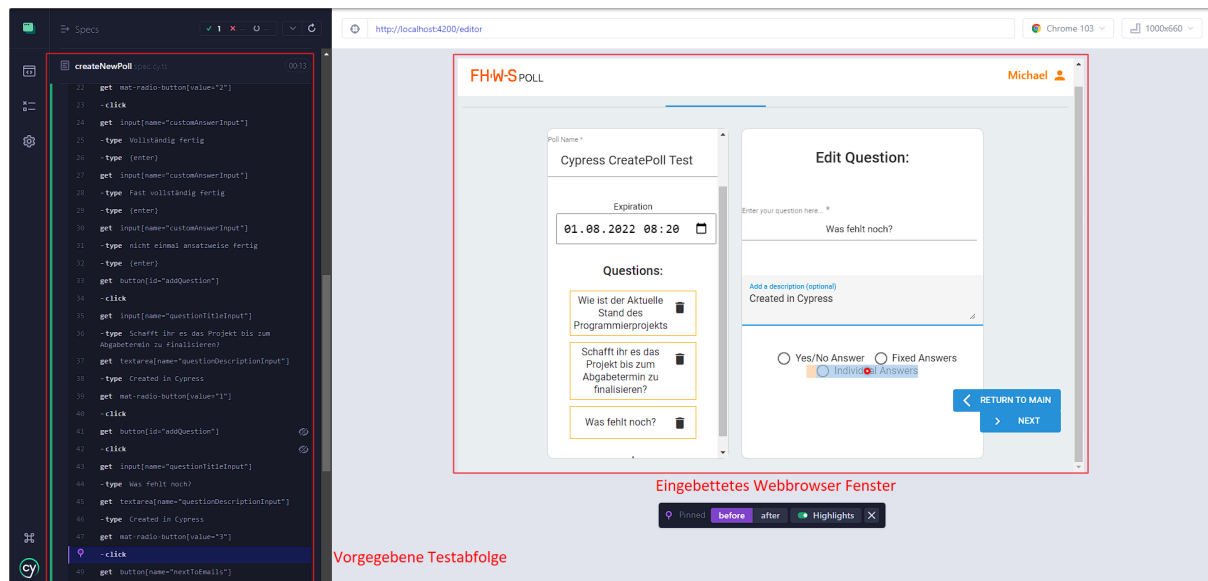 Specs
1
createNewPoll.spec.cy.ts 00:13
22 get mat-radio-button[value="2"]
23 -click
24 get input[name="customAnswerInput"]
25 -type Vollständig fertig
26 -type {enter}
27 get input[name="customAnswerInput"]
28 -type Fast vollständig fertig
29 -type {enter}
30 get input[name="customAnswerInput"]
31 -type nicht einmal ansatzweise fertig
32 -type {enter}
33 get button[id="addQuestion"]
34 -click
35 get input[name="questionTitleInput"]
36 -type Schafft ihr es das Projekt bis zum
Abgabetermin zu finalisieren?
37 get textarea[name="questionDescriptionInput"]
38 -type Created in Cypress
39 get mat-radio-button[value="1"]
40 -click
41 get button[id="addQuestion"]
42 -click
43 get input[name="questionTitleInput"]
44 -type Was fehlt noch?
45 get textarea[name="questionDescriptionInput"]
46 -type Created in Cypress
47 get mat-radio-button[value="3"]
-click
49 get button[name="nextToEmails"]
cy
http://localhost:4200/editor
Chrome 103
1000x660
FH·W-S POLL
Michael
Poll Name *
Cypress CreatePoll Test
Expiration
01.08.2022 08:20
Questions:
Wie ist der Aktuelle
Stand des
Programmierprojekts
Schafft ihr es das
Projekt bis zum
Abgabetermin zu
finalisieren?
Was fehlt noch?
Edit Question:
Enter your question here... *
Was fehlt noch?
Add a description (optional)
Created in Cypress
Yes/No Answer Fixed Answers
Individual Answers
RETURN TO MAIN
NEXT
Eingebettetes Webbrowser Fenster
Pinned before after Highlights
Vorgegebene Testabfolge